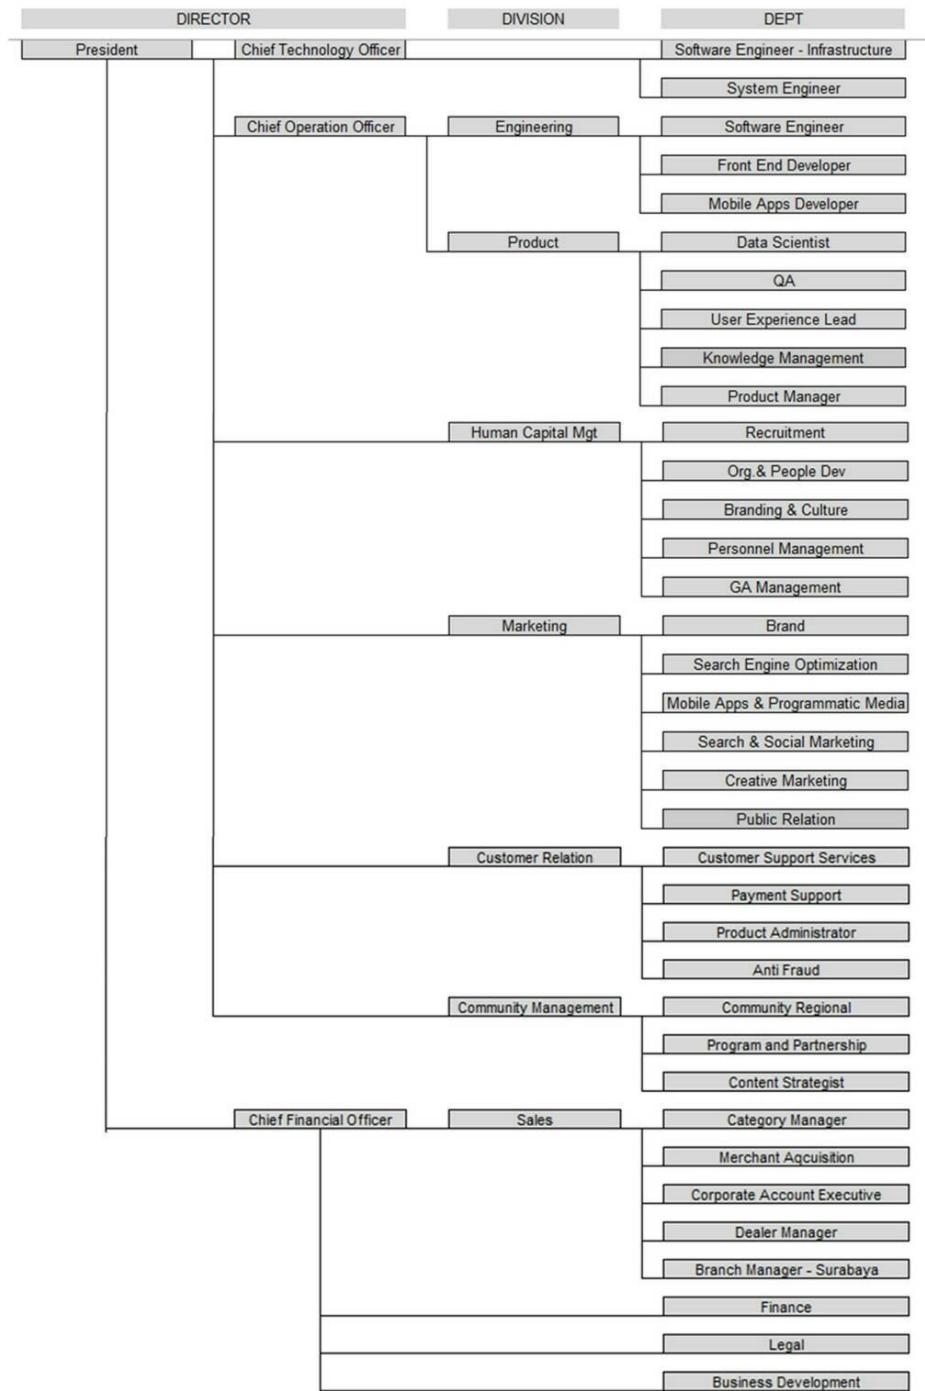 DIRECTOR DIVISION DEPT
President Chief Technology Officer Software Engineer - Infrastructure
System Engineer
Chief Operation Officer Engineering Software Engineer
Front End Developer
Mobile Apps Developer
Product Data Scientist
QA
User Experience Lead
Knowledge Management
Product Manager
Human Capital Mgt Recruitment
Org.& People Dev
Branding & Culture
Personnel Management
GA Management
Marketing Brand
Search Engine Optimization
Mobile Apps & Programmatic Media
Search & Social Marketing
Creative Marketing
Public Relation
Customer Relation Customer Support Services
Payment Support
Product Administrator
Anti Fraud
Community Management Community Regional
Program and Partnership
Content Strategist
Chief Financial Officer Sales Category Manager
Merchant Aqcuisition
Corporate Account Executive
Dealer Manager
Branch Manager - Surabaya
Finance
Legal
Business Development